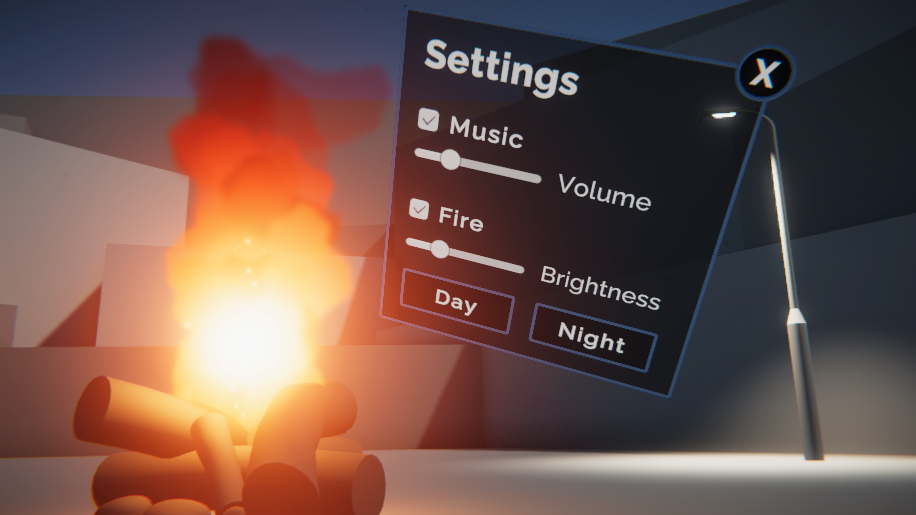 Settings
X
Music
Volume
Fire
Brightness
Day
Night